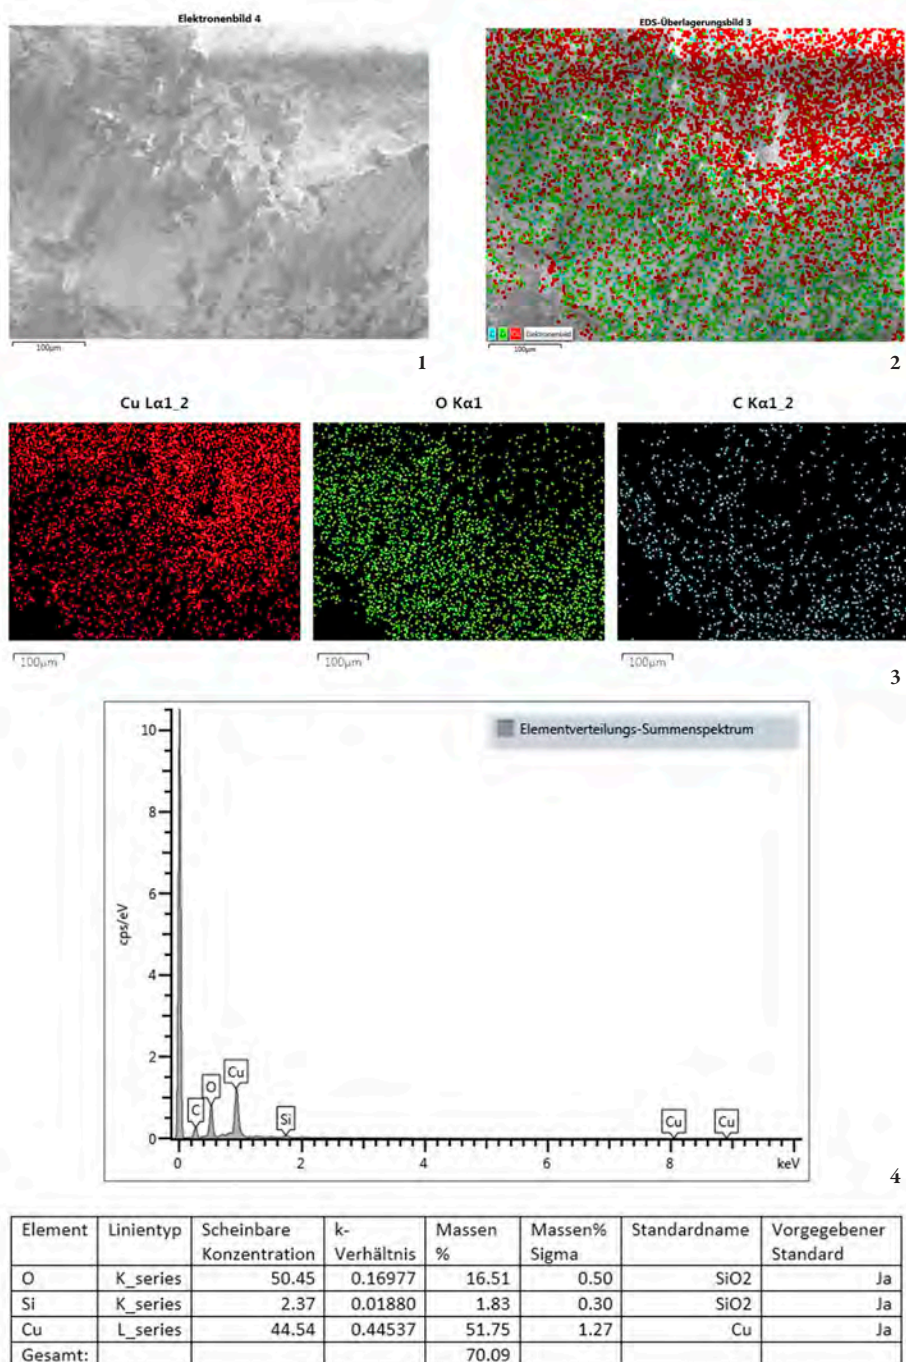 Elektronenbild 4
EDS-Überlagerungsbild 3
100µm
1
C O Cu Elektronenbild
100µm
2
Cu Lα1_2
O Kα1
C Kα1_2
100µm
100µm
100µm
3
Elementverteilungs-Summenspektrum
cps/eV
10
8
6
4
2
0
C
O
Cu
Si
Cu
Cu
0 2 4 6 8 keV
4
Element Linientyp Scheinbare Konzentration k-Verhältnis Massen % Massen% Sigma Standardname Vorgegebener Standard
O K_series 50.45 0.16977 16.51 0.50 SiO2 Ja
Si K_series 2.37 0.01880 1.83 0.30 SiO2 Ja
Cu L_series 44.54 0.44537 51.75 1.27 Cu Ja
Gesamt: 70.09